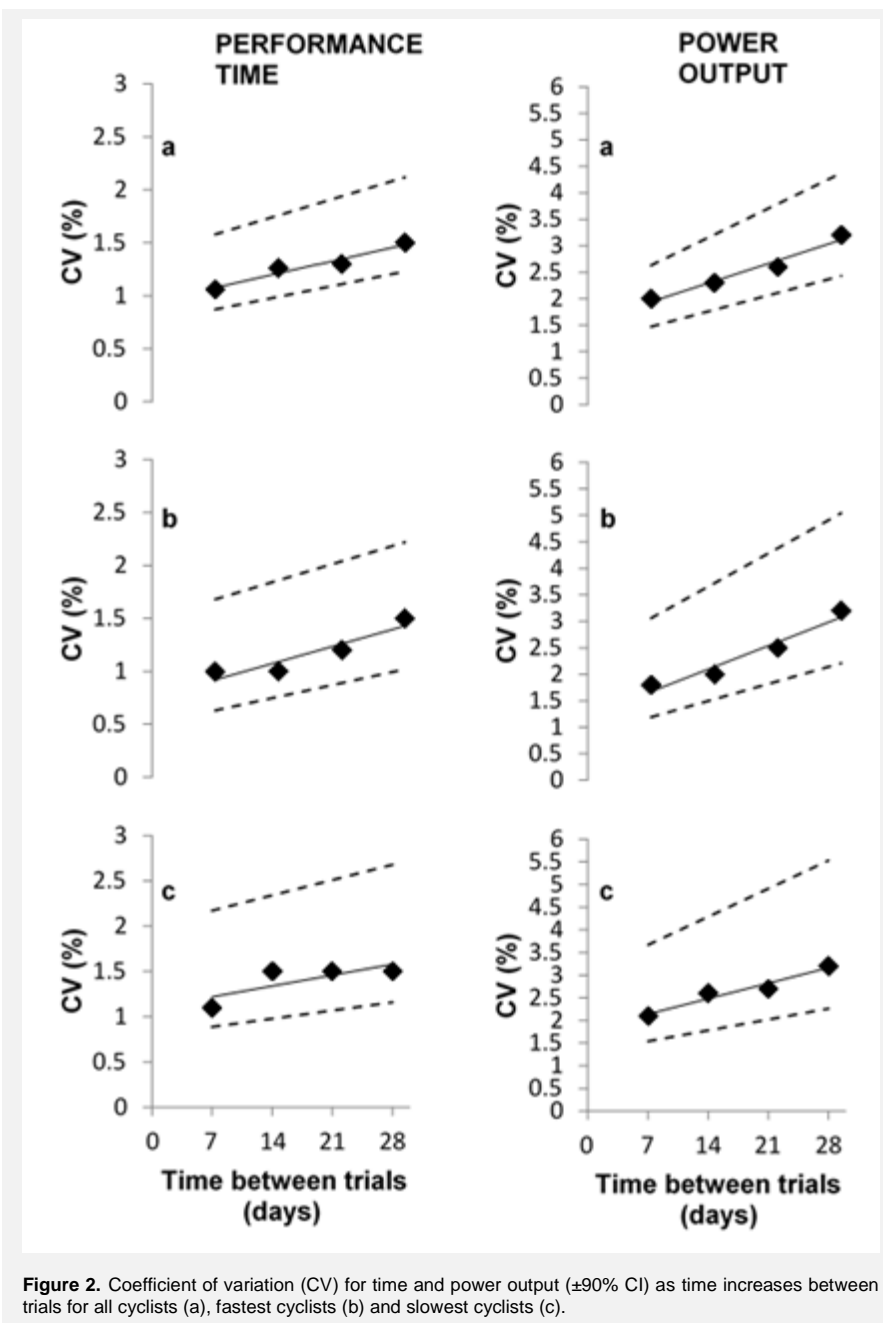 PERFORMANCE
TIME
POWER
OUTPUT
3
2.5
2
1.5
1
0.5
0
CV (%)
a
6
5.5
5
4.5
4
3.5
3
2.5
2
1.5
1
0.5
0
CV (%)
a
3
2.5
2
1.5
1
0.5
0
CV (%)
b
6
5.5
5
4.5
4
3.5
3
2.5
2
1.5
1
0.5
0
CV (%)
b
3
2.5
2
1.5
1
0.5
0
CV (%)
c
0 7 14 21 28
Time between trials
(days)
6
5.5
5
4.5
4
3.5
3
2.5
2
1.5
1
0.5
0
CV (%)
c
0 7 14 21 28
Time between trials
(days)
Figure 2. Coefficient of variation (CV) for time and power output (±90% CI) as time increases between
trials for all cyclists (a), fastest cyclists (b) and slowest cyclists (c).